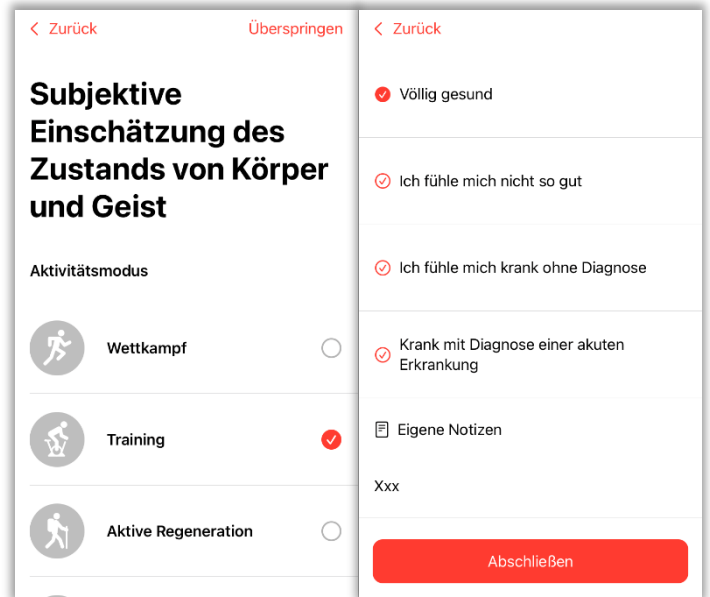 Zurück
Überspringen
Subjektive
Einschätzung des
Zustands von Körper
und Geist
Aktivitätsmodus
Wettkampf
Training
Aktive Regeneration
Zurück
Völlig gesund
Ich fühle mich nicht so gut
Ich fühle mich krank ohne Diagnose
Krank mit Diagnose einer akuten
Erkrankung
Eigene Notizen
Xxx
Abschließen